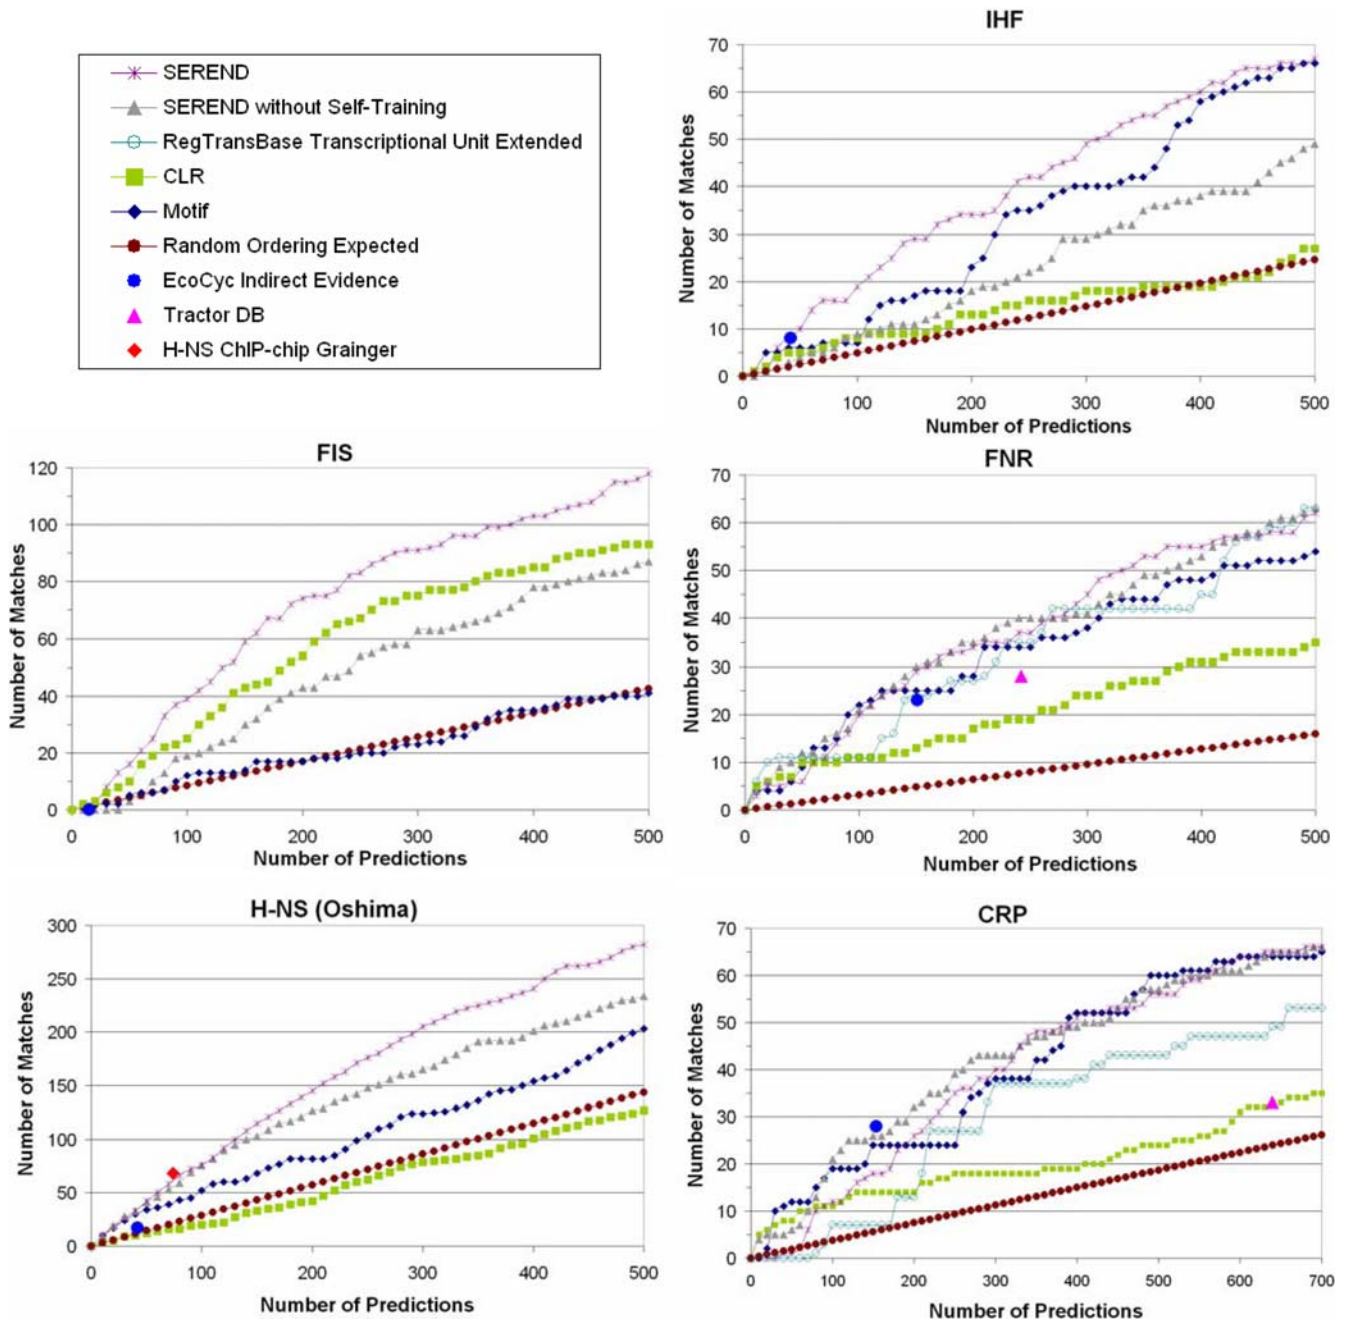 SEREND
SEREND without Self-Training
RegTransBase Transcriptional Unit Extended
CLR
Motif
Random Ordering Expected
EcoCyc Indirect Evidence
Tractor DB
H-NS ChIP-chip Grainger
IHF
Number of Matches
70
60
50
40
30
20
10
0
0 100 200 300 400 500
Number of Predictions
FIS
Number of Matches
120
100
80
60
40
20
0
0 100 200 300 400 500
Number of Predictions
FNR
Number of Matches
70
60
50
40
30
20
10
0
0 100 200 300 400 500
Number of Predictions
H-NS (Oshima)
Number of Matches
300
250
200
150
100
50
0
0 100 200 300 400 500
Number of Predictions
CRP
Number of Matches
70
60
50
40
30
20
10
0
0 100 200 300 400 500 600 700
Number of Predictions